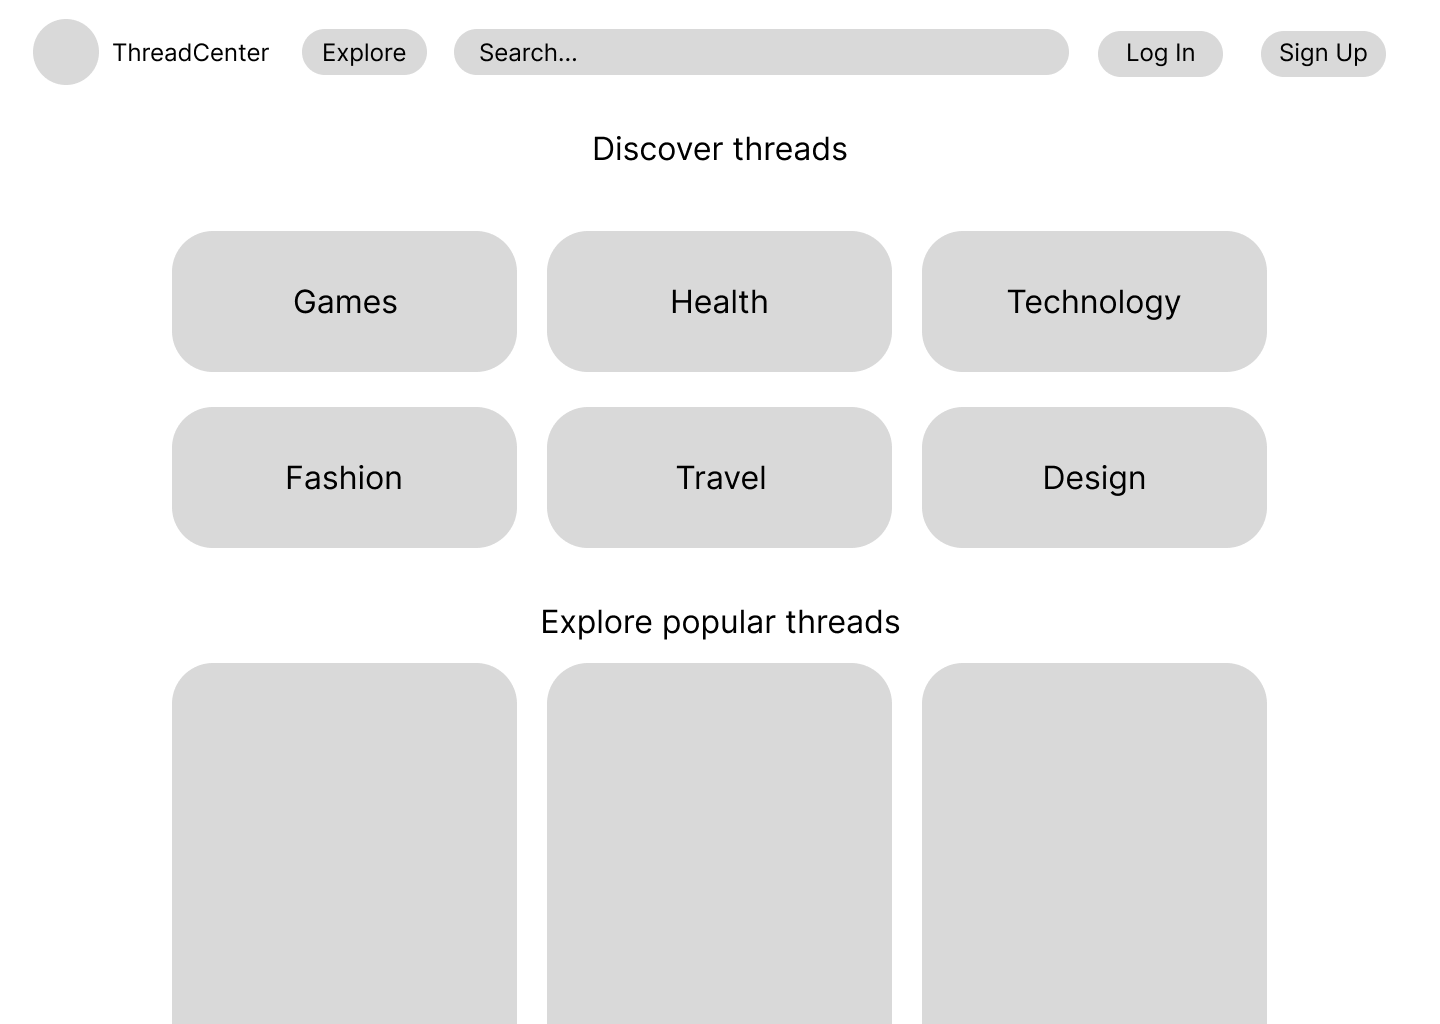 ThreadCenter
Explore
Search...
Log In
Sign Up
Discover threads
Games
Health
Technology
Fashion
Travel
Design
Explore popular threads